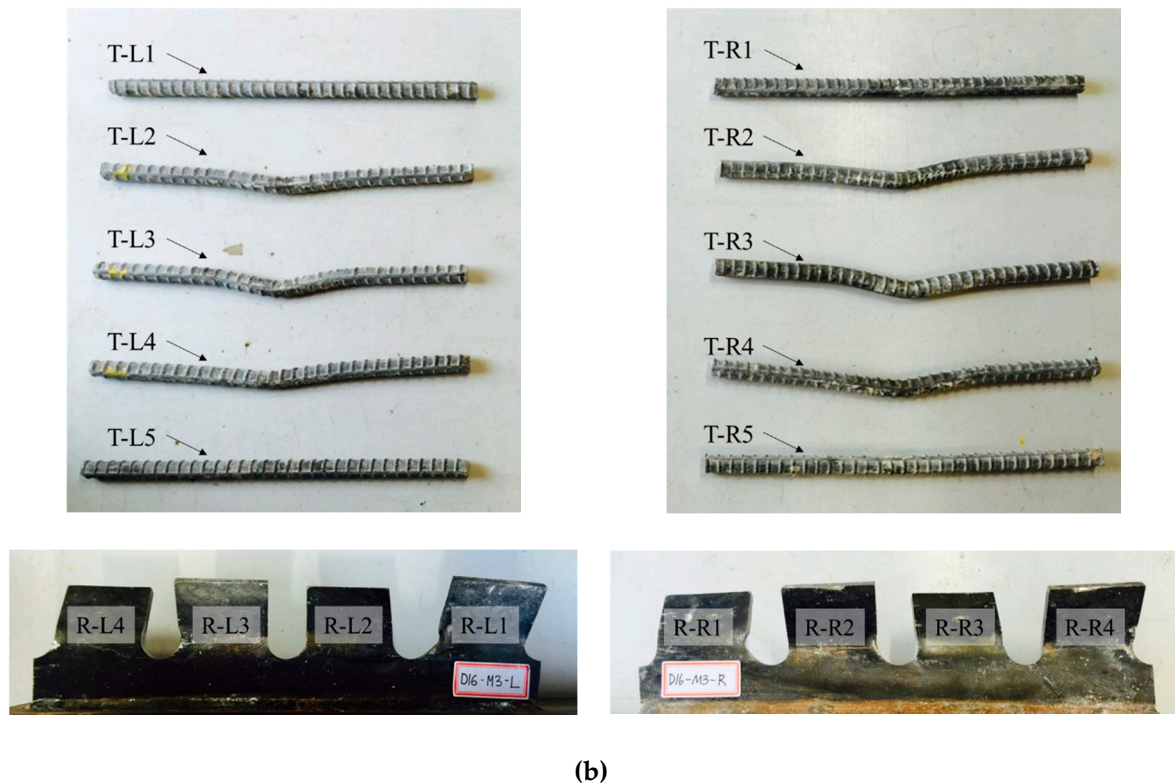 T-L1
T-L2
T-L3
T-L4
T-L5
T-R1
T-R2
T-R3
T-R4
T-R5
R-L4 R-L3 R-L2 R-L1
D16·M3-L
R-R1 R-R2 R-R3 R-R4
D16-M3-R
(b)